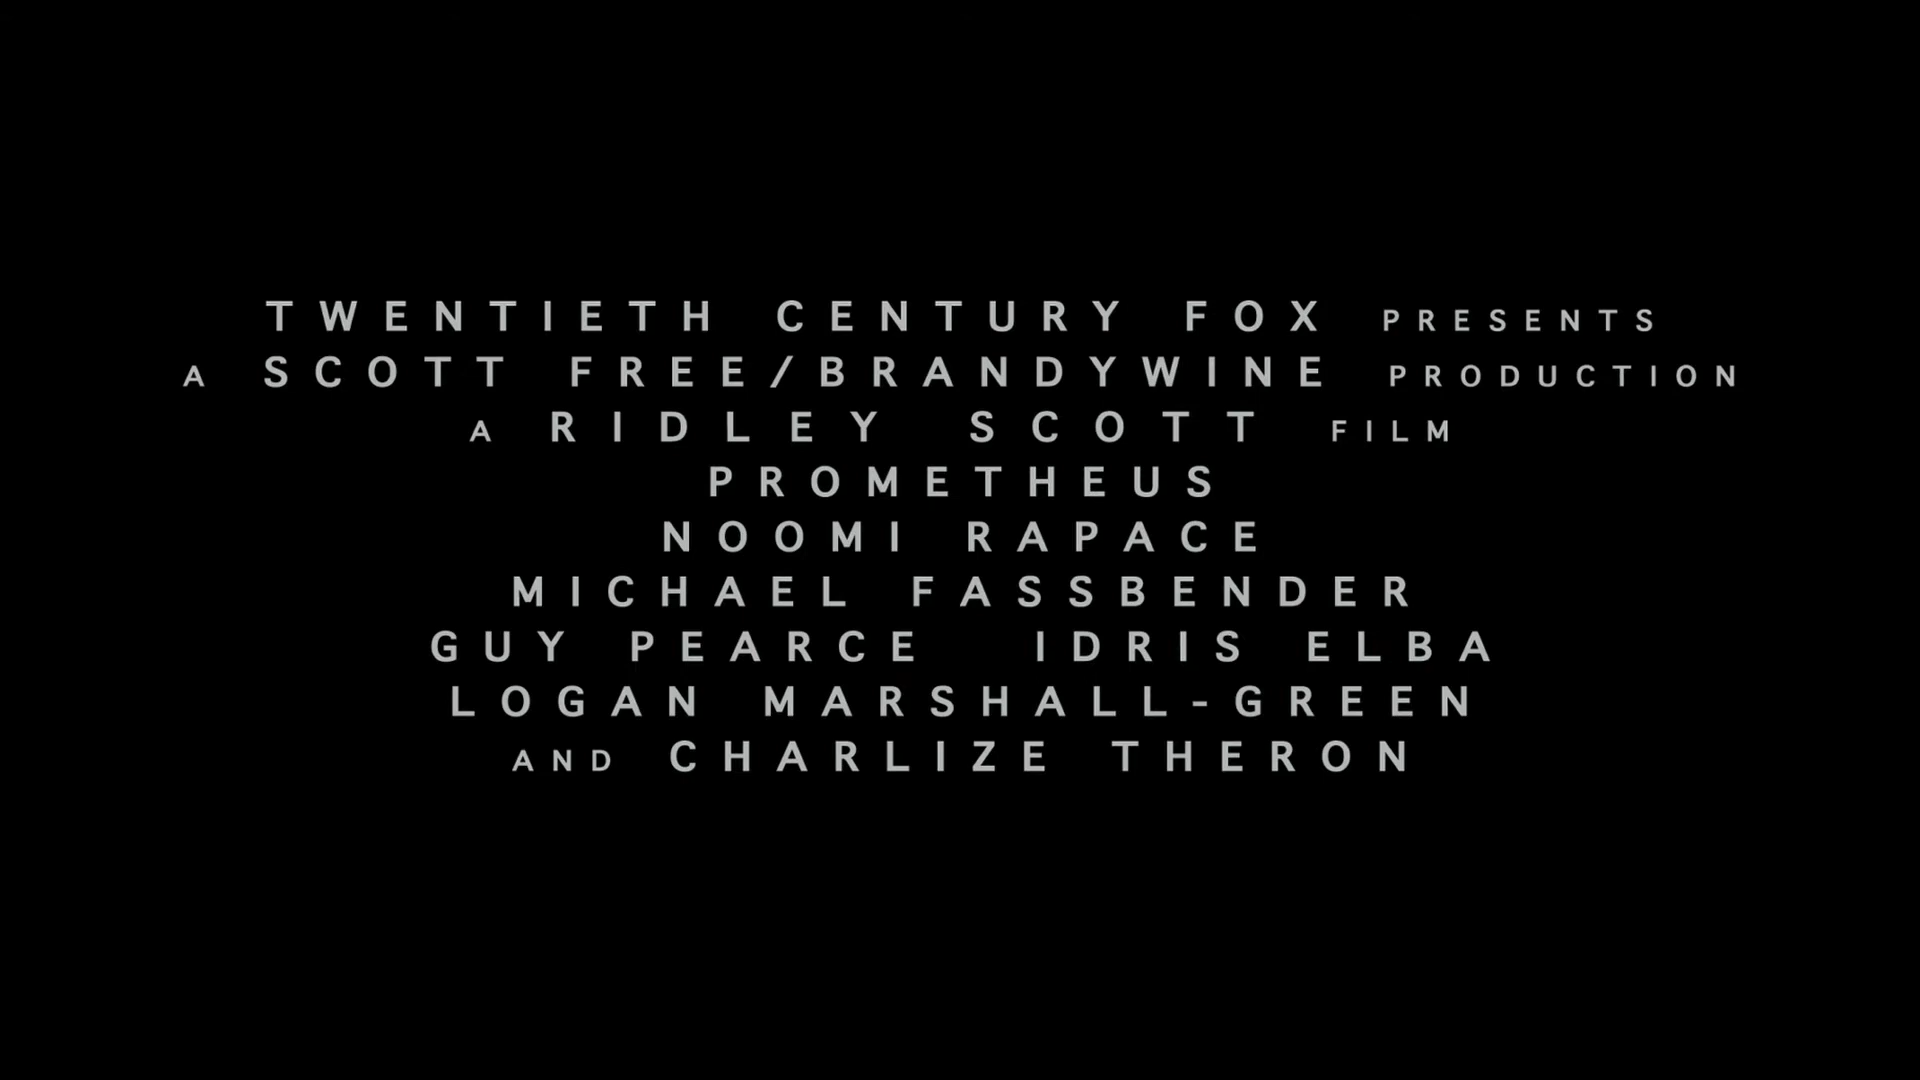 TWENTIETH CENTURY FOX PRESENTS
A SCOTT FREE/BRANDYWINE PRODUCTION
A RIDLEY SCOTT FILM
PROMETHEUS
NOOMI RAPACE
MICHAEL FASSBENDER
GUY PEARCE IDRIS ELBA
LOGAN MARSHALL-GREEN
AND CHARLIZE THERON